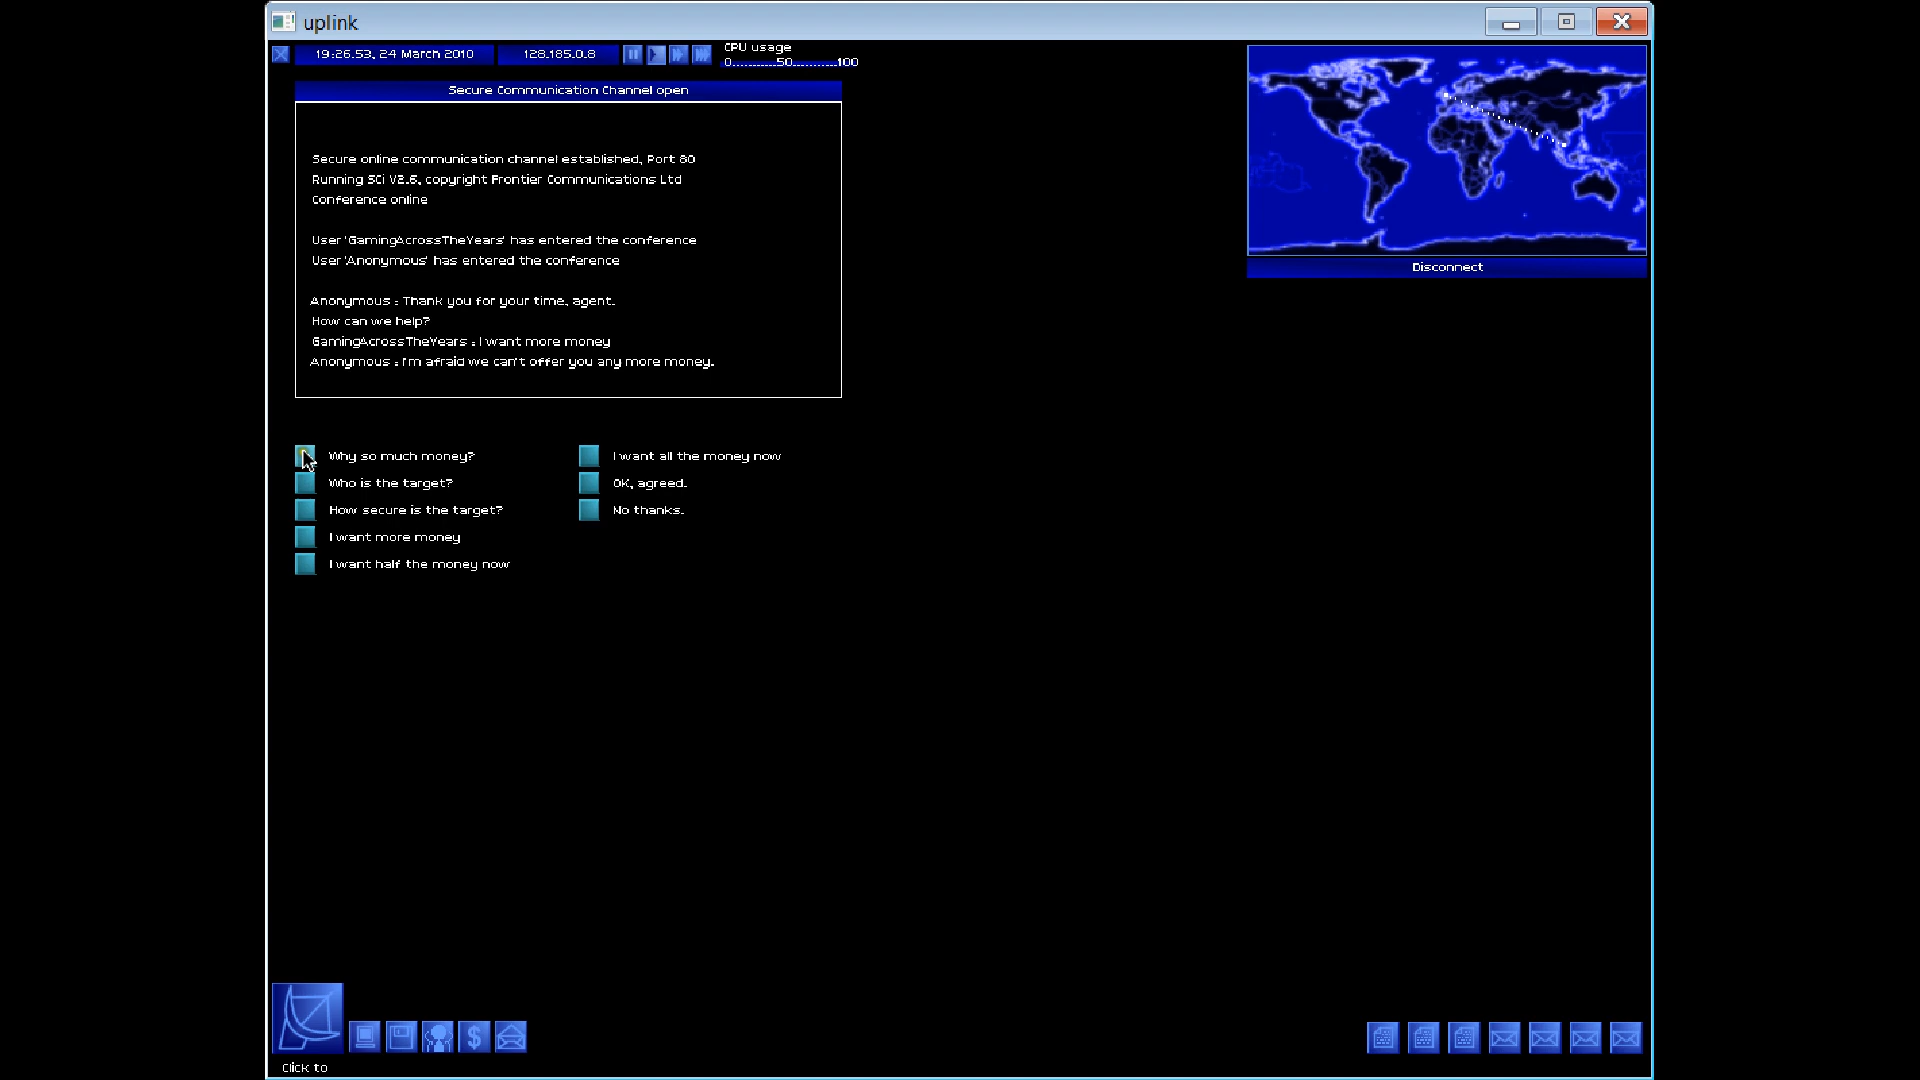 uplink
19:26.53, 24 March 2010
128.185.0.8
CPU usage
0...........50...........100
Secure Communication Channel open
Secure online communication channel established, Port 80
Running SCi V2.6, copyright Frontier Communications Ltd
Conference online
User 'GamingAcrossTheYears' has entered the conference
User 'Anonymous' has entered the conference
Anonymous : Thank you for your time, agent.
How can we help?
GamingAcrossTheYears : I want more money
Anonymous : I'm afraid we can't offer you any more money.
Disconnect
Why so much money?
Who is the target?
How secure is the target?
I want more money
I want half the money now
I want all the money now
OK, agreed.
No thanks.
Click to